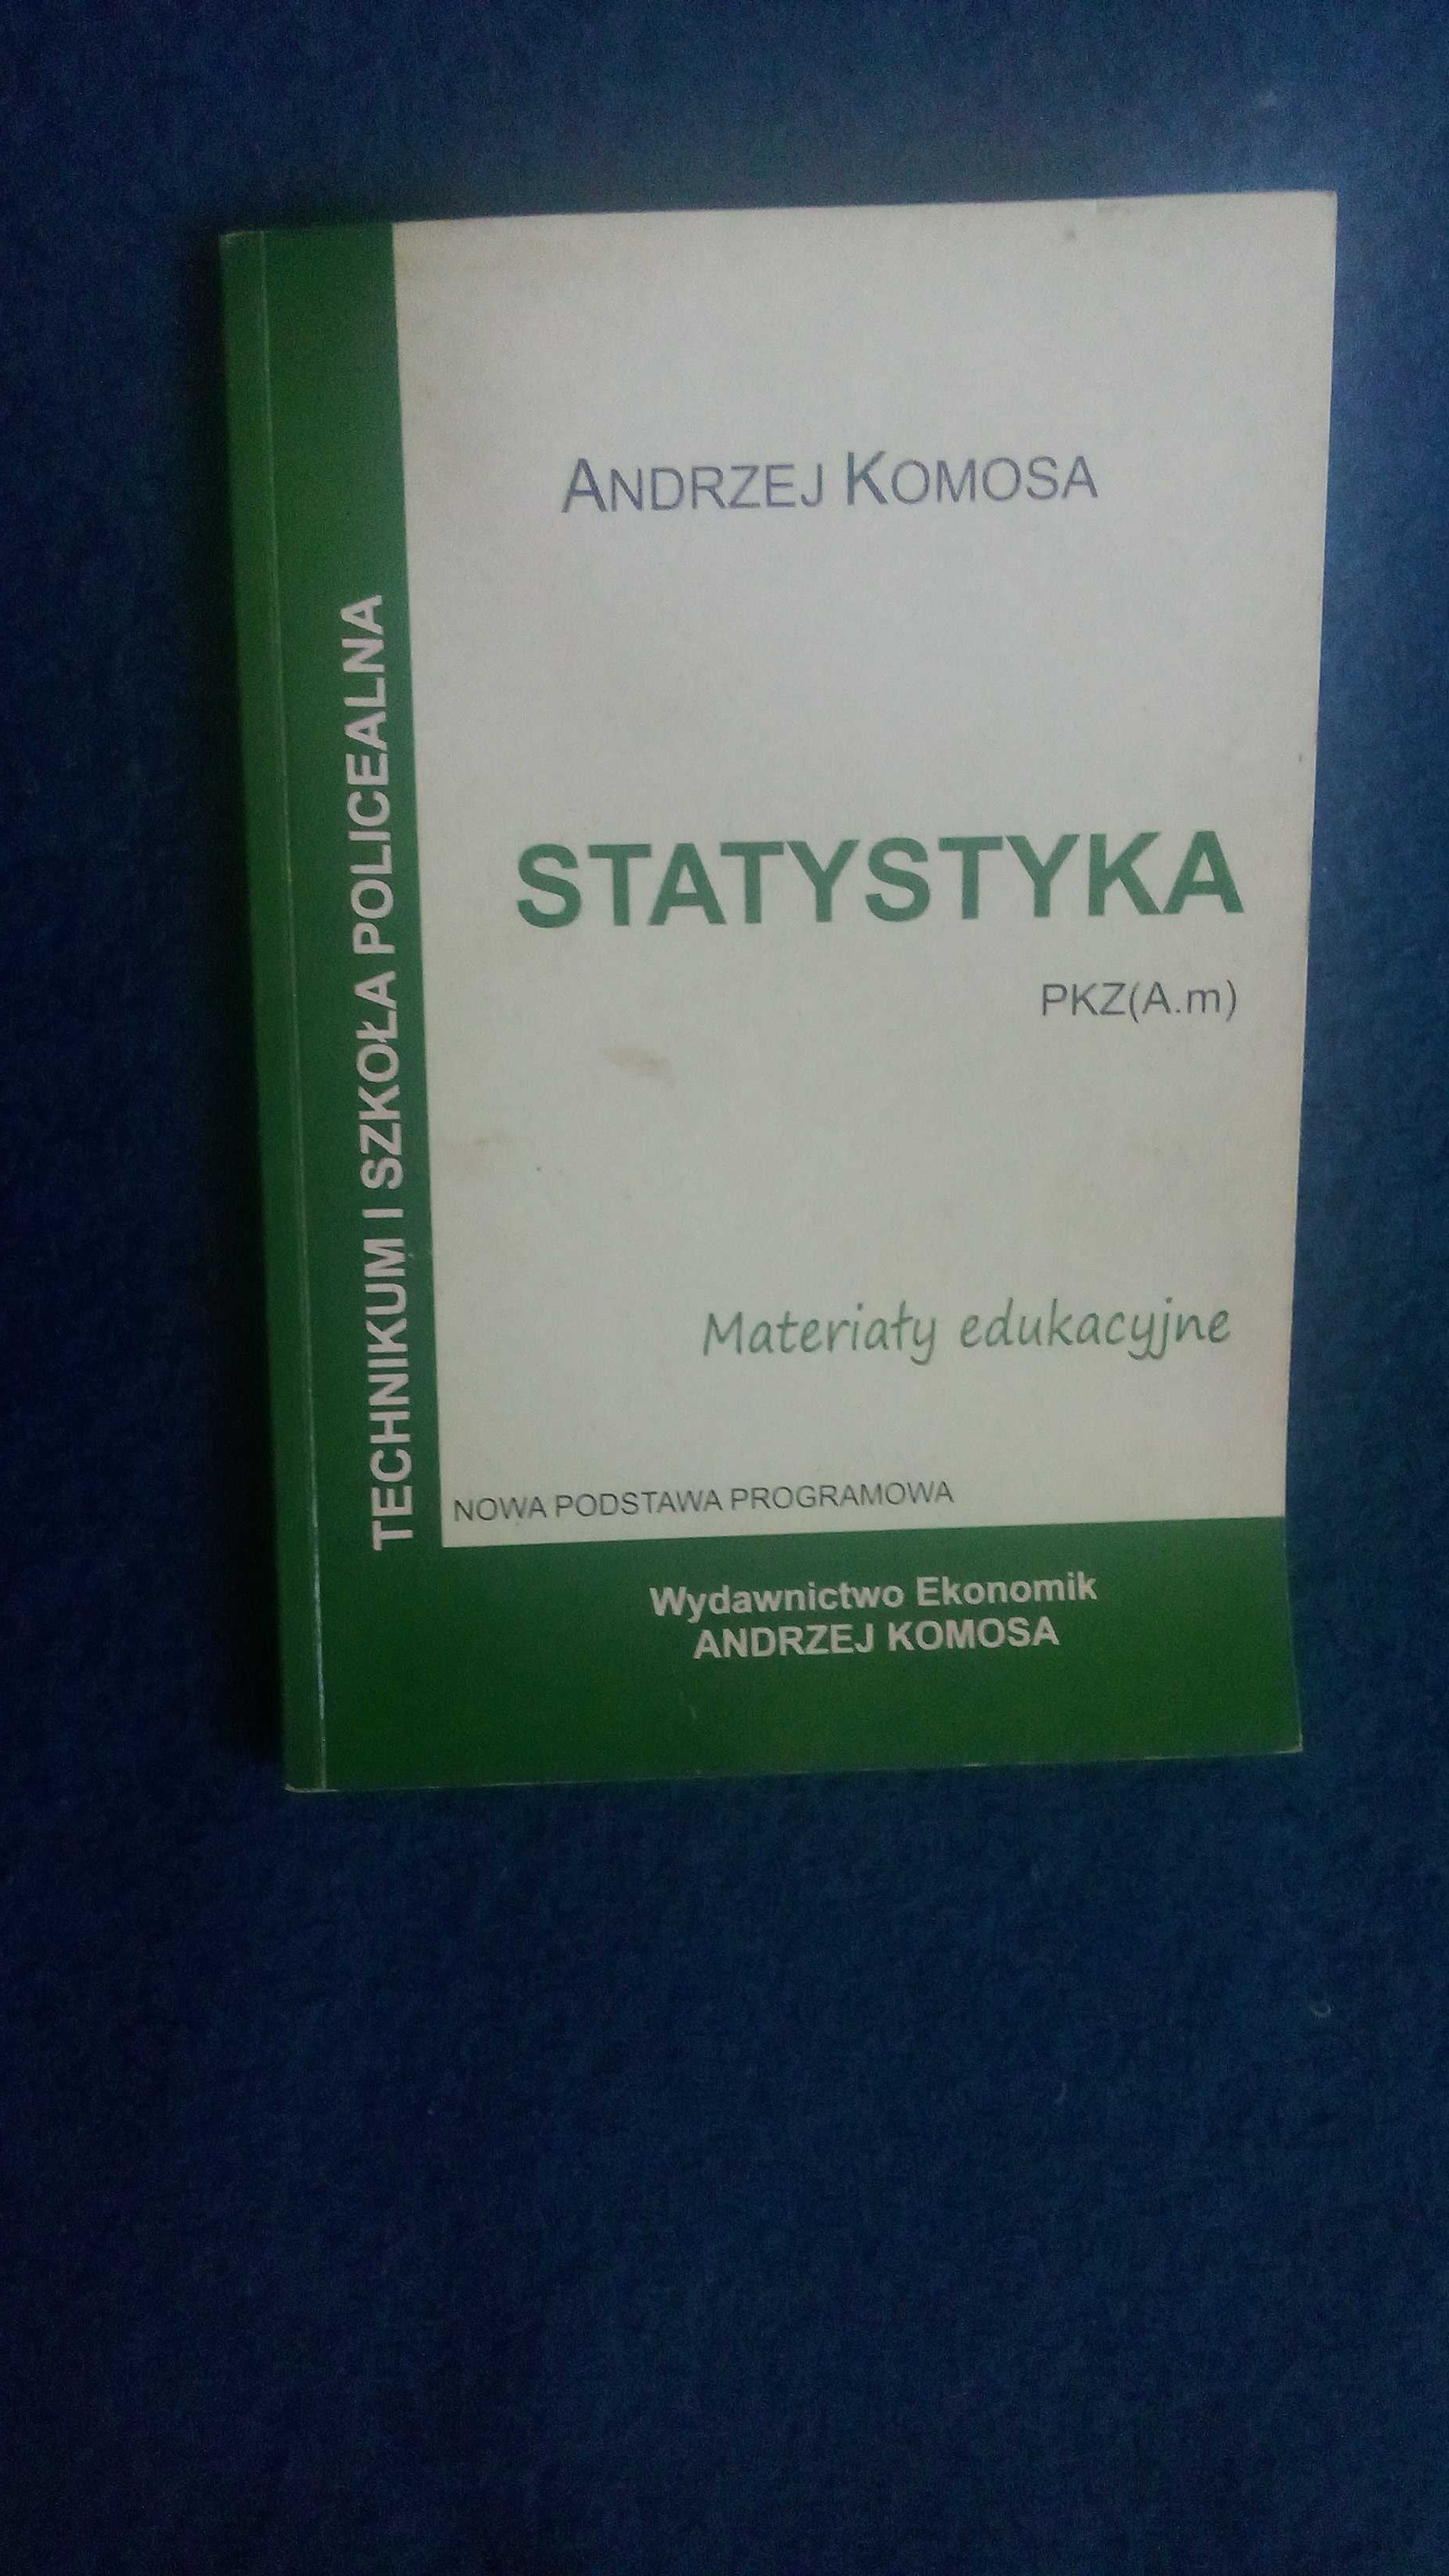 ANDRZEJ KOMOSA
TECHNIKUM I SZKOŁA POLICEALNA
STATYSTYKA
PKZ(A.m)
Materiały edukacyjne
NOWA PODSTAWA PROGRAMOWA
Wydawnictwo Ekonomik
ANDRZEJ KOMOSA